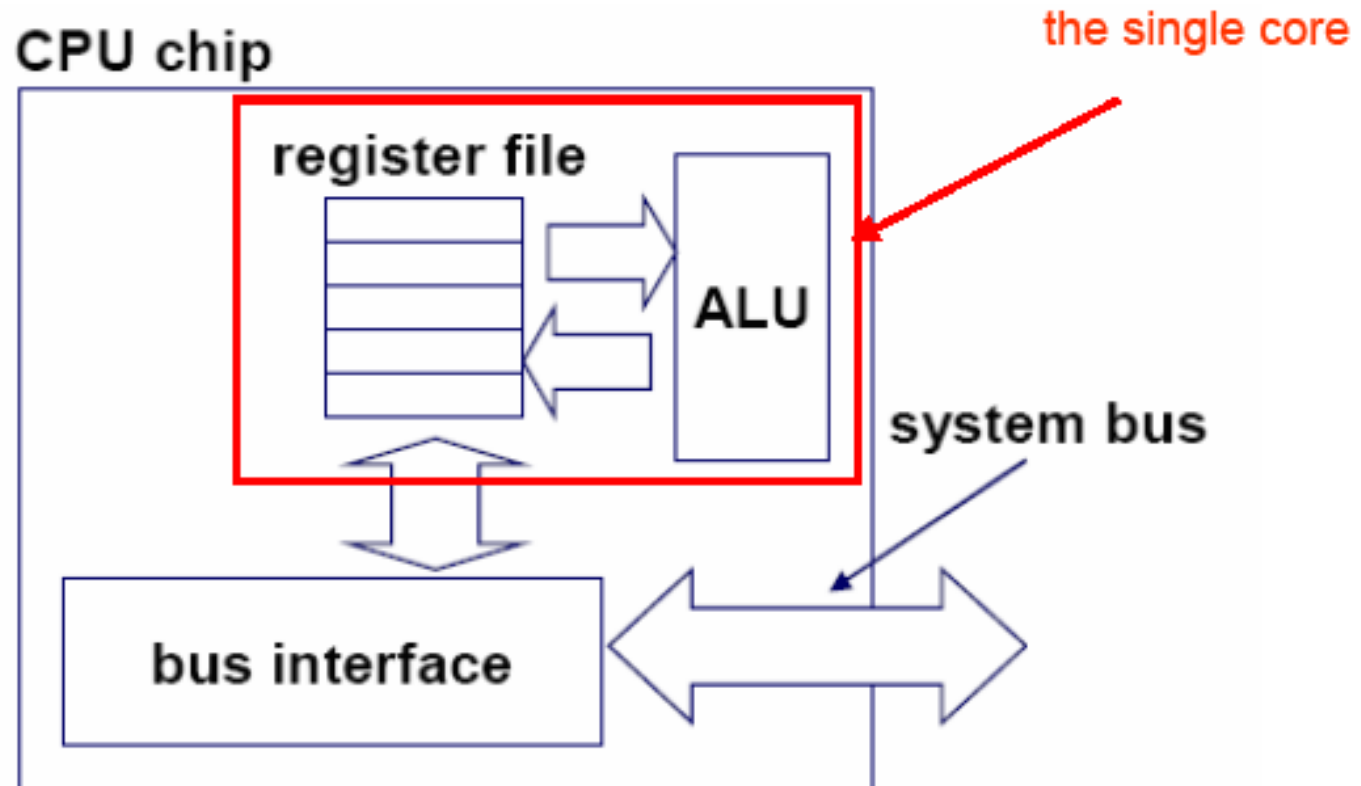 the single core
CPU chip
register file
ALU
system bus
bus interface